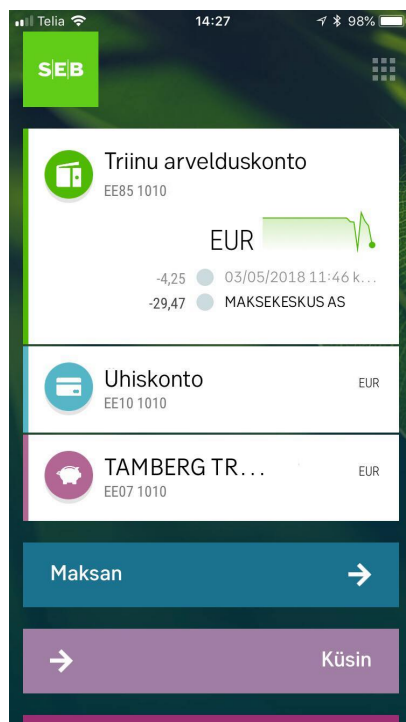 Telia 14:27 98%
S|E|B
Triinu arvelduskonto
EE85 1010
EUR
-4,25 03/05/2018 11:46 k...
-29,47 MAKSEKESKUS AS
Uhiskonto EUR
EE10 1010
TAMBERG TR... EUR
EE07 1010
Maksan
Küsin